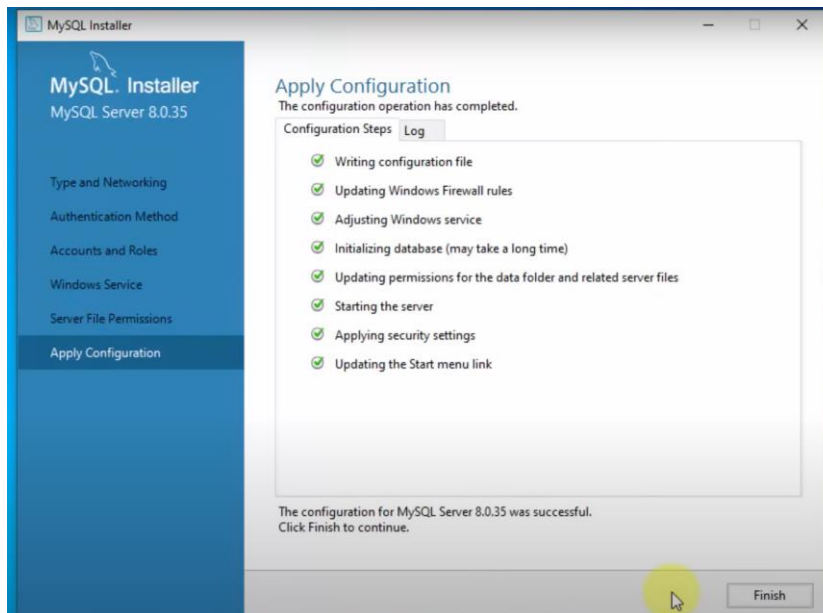 MySQL Installer
MySQL. Installer
MySQL Server 8.0.35
Type and Networking
Authentication Method
Accounts and Roles
Windows Service
Server File Permissions
Apply Configuration
Apply Configuration
The configuration operation has completed.
Configuration Steps Log
Writing configuration file
Updating Windows Firewall rules
Adjusting Windows service
Initializing database (may take a long time)
Updating permissions for the data folder and related server files
Starting the server
Applying security settings
Updating the Start menu link
The configuration for MySQL Server 8.0.35 was successful.
Click Finish to continue.
Finish